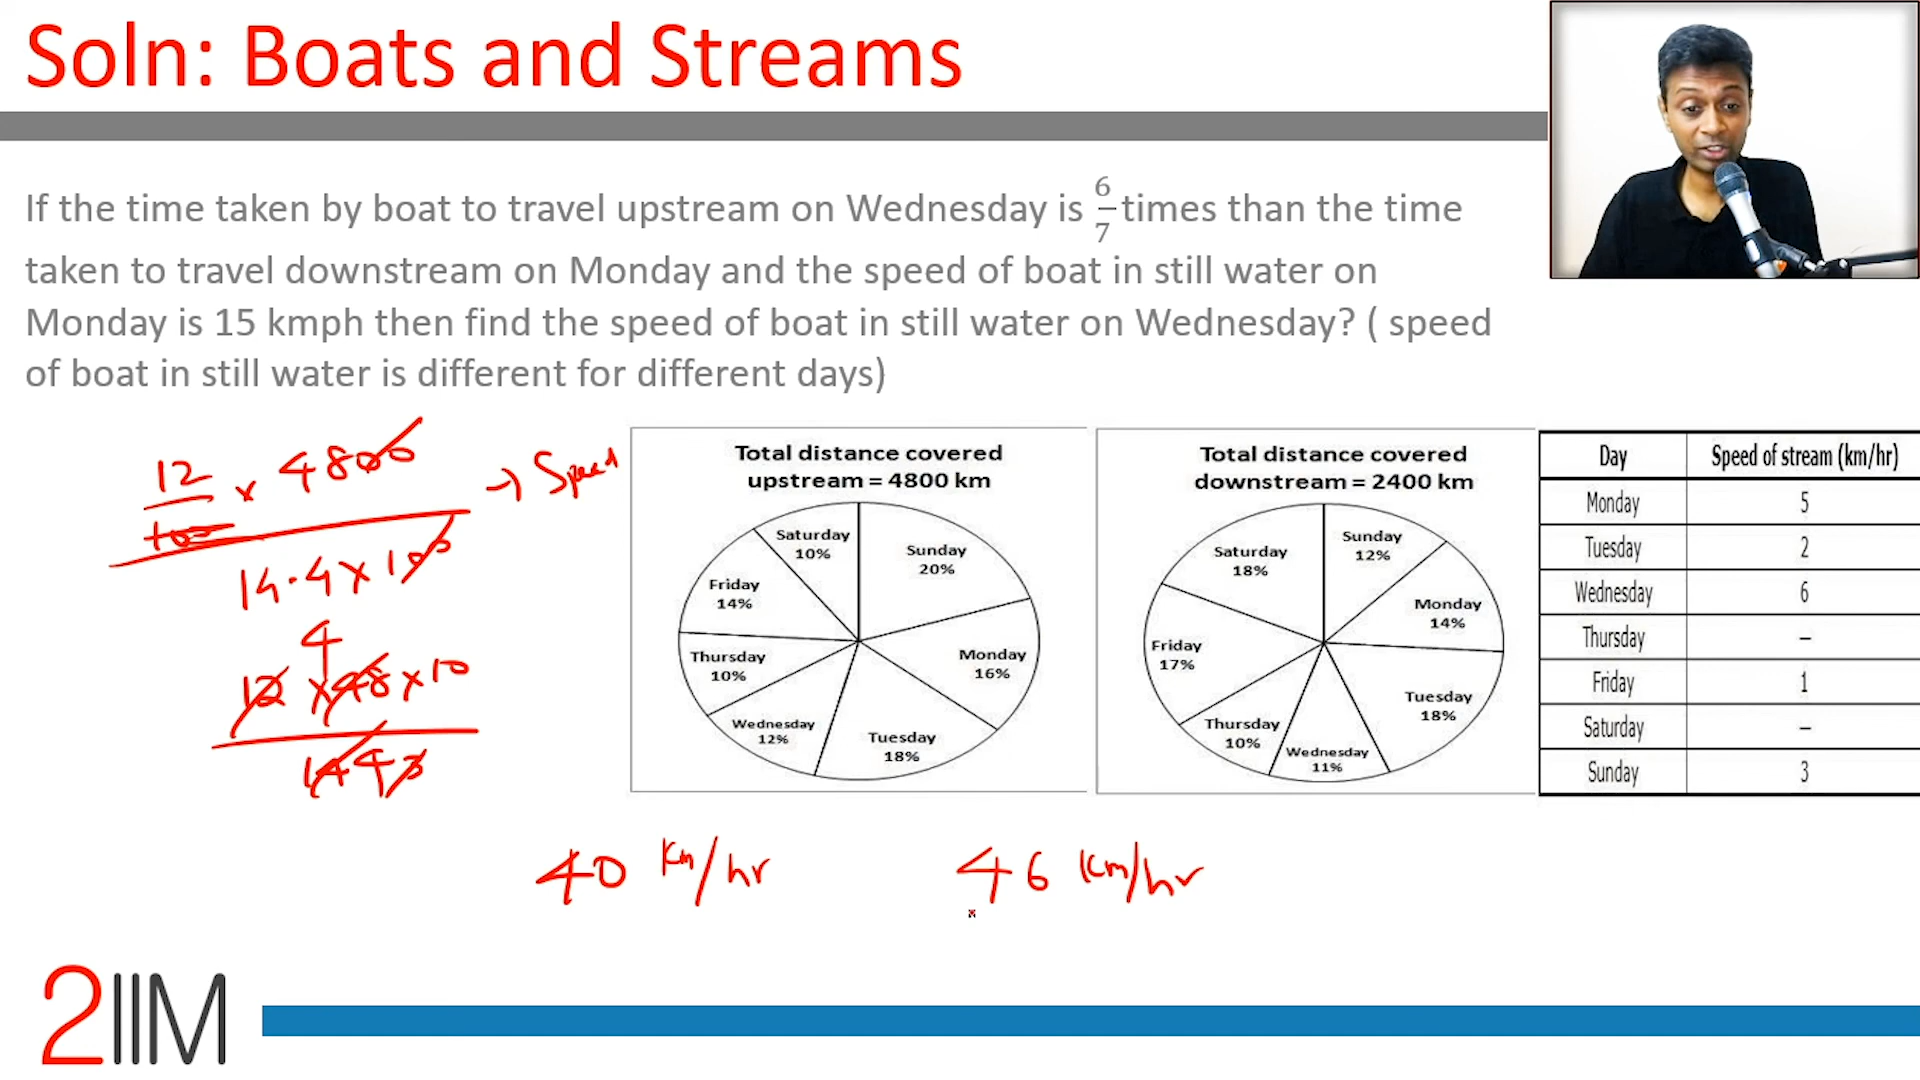 Soln: Boats and Streams
If the time taken by boat to travel upstream on Wednesday is 6/7 times than the time
taken to travel downstream on Monday and the speed of boat in still water on
Monday is 15 kmph then find the speed of boat in still water on Wednesday? ( speed
of boat in still water is different for different days)
12/100 × 4800 → Speed
14.4 × 100
4
12 × 48 × 10
1443
Total distance covered
upstream = 4800 km
Saturday
10%
Sunday
20%
Friday
14%
Thursday
10%
Monday
16%
Wednesday
12%
Tuesday
18%
Total distance covered
downstream = 2400 km
Sunday
12%
Saturday
18%
Monday
14%
Friday
17%
Tuesday
18%
Thursday
10%
Wednesday
11%
Day Speed of stream (km/hr)
Monday 5
Tuesday 2
Wednesday 6
Thursday –
Friday 1
Saturday –
Sunday 3
40 km/hr 46 km/hr
2IIM